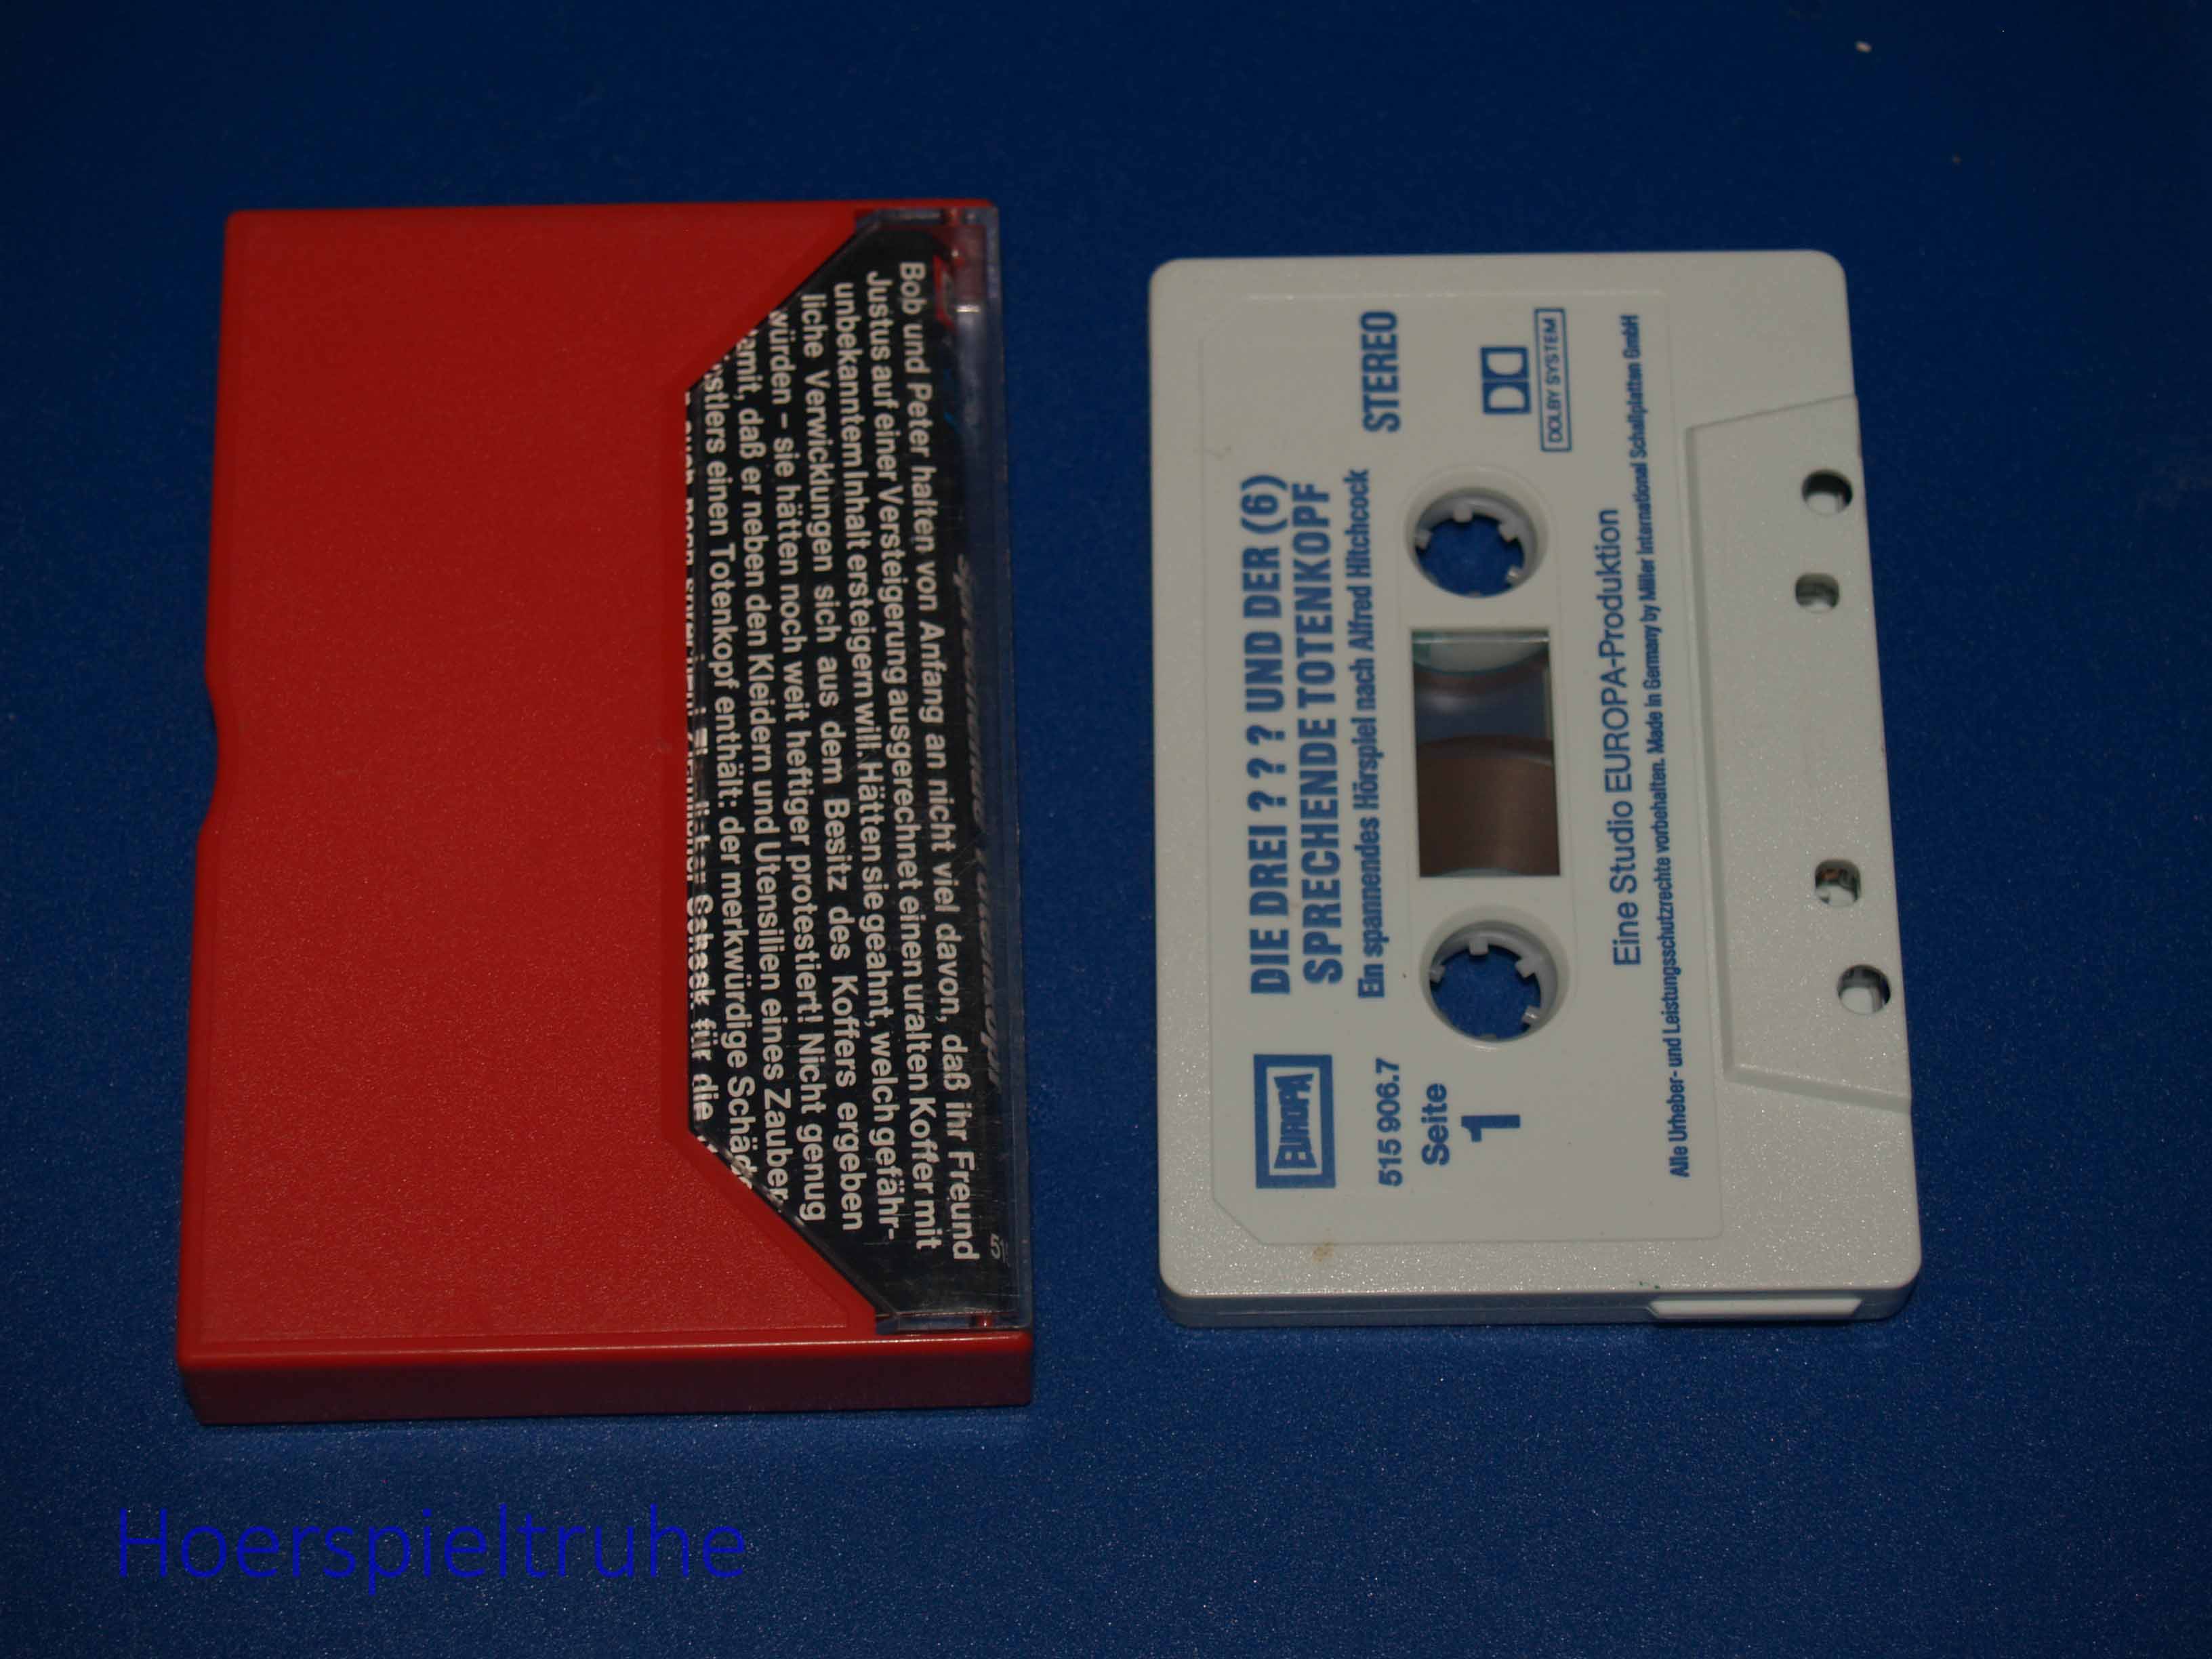 Bob und Peter halten von Anfang an nicht viel davon, daß ihr Freund
Justus auf einer Versteigerung ausgerechnet einen uralten Koffer mit
unbekanntem Inhalt ersteigern will. Hätten sie geahnt, welch gefähr-
liche Verwicklungen sich aus dem Besitz des Koffers ergeben
würden – sie hätten noch weit heftiger protestiert! Nicht genug
damit, daß er neben den Kleidern und Utensilien eines Zauber-
einen Totenkopf enthält: der merkwürdige
für die
DIE DREI ? ? ? UND DER (6)
SPRECHENDE TOTENKOPF
Ein spannendes Hörspiel nach Alfred Hitchcock
STEREO
EUROPA
515 906.7
Seite
1
DOLBY SYSTEM
Eine Studio EUROPA-Produktion
Alle Urheber- und Leistungsschutzrechte vorbehalten. Made in Germany by Miller International Schallplatten GmbH
Hoerspieltruhe